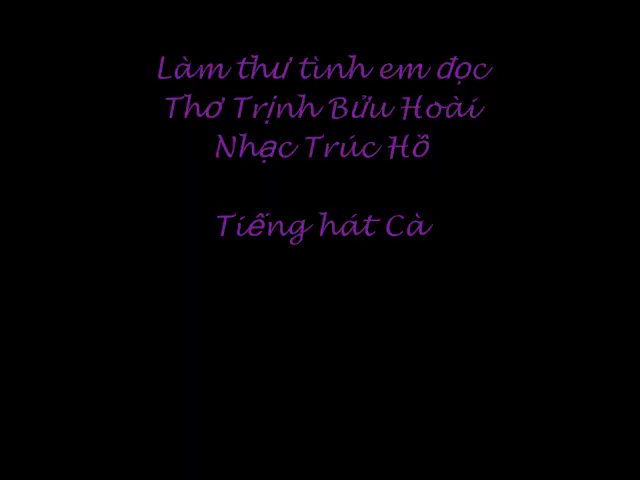 Làm thư tình em đọc
Thơ Trịnh Bửu Hoài
Nhạc Trúc Hồ
Tiếng hát Cà